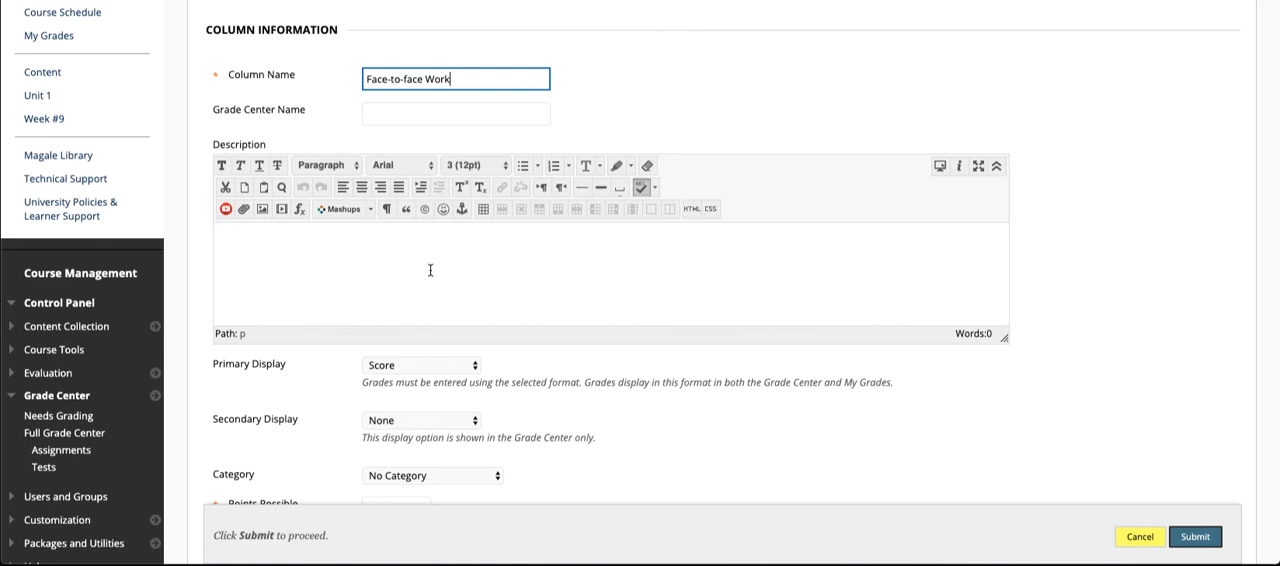 Course Schedule
My Grades
Content
Unit 1
Week #9
Magale Library
Technical Support
University Policies &
Learner Support
Course Management
Control Panel
Content Collection
Course Tools
Evaluation
Grade Center
Needs Grading
Full Grade Center
Assignments
Tests
Users and Groups
Customization
Packages and Utilities
COLUMN INFORMATION
* Column Name Face-to-face Work
Grade Center Name
Description
T T T T Paragraph Arial 3 (12pt) T
Mashups HTML CSS
Path: p Words:0
Primary Display Score
Grades must be entered using the selected format. Grades display in this format in both the Grade Center and My Grades.
Secondary Display None
This display option is shown in the Grade Center only.
Category No Category
* Points Possible
Click Submit to proceed. Cancel Submit